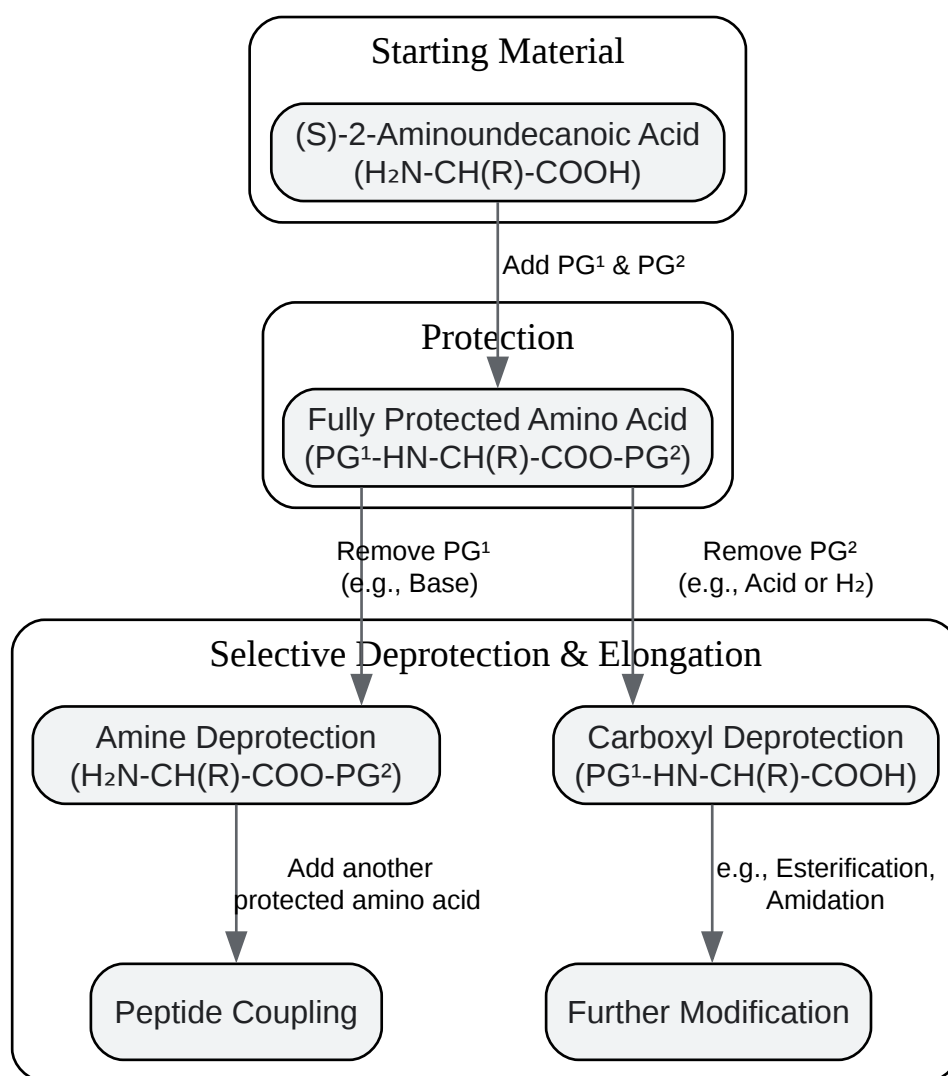 Starting Material
(S)-2-Aminoundecanoic Acid
(H₂N-CH(R)-COOH)
Add PG¹ & PG²
Protection
Fully Protected Amino Acid
(PG¹-HN-CH(R)-COO-PG²)
Remove PG¹
(e.g., Base)
Remove PG²
(e.g., Acid or H₂)
Selective Deprotection & Elongation
Amine Deprotection
(H₂N-CH(R)-COO-PG²)
Carboxyl Deprotection
(PG¹-HN-CH(R)-COOH)
Add another
protected amino acid
e.g., Esterification,
Amidation
Peptide Coupling
Further Modification